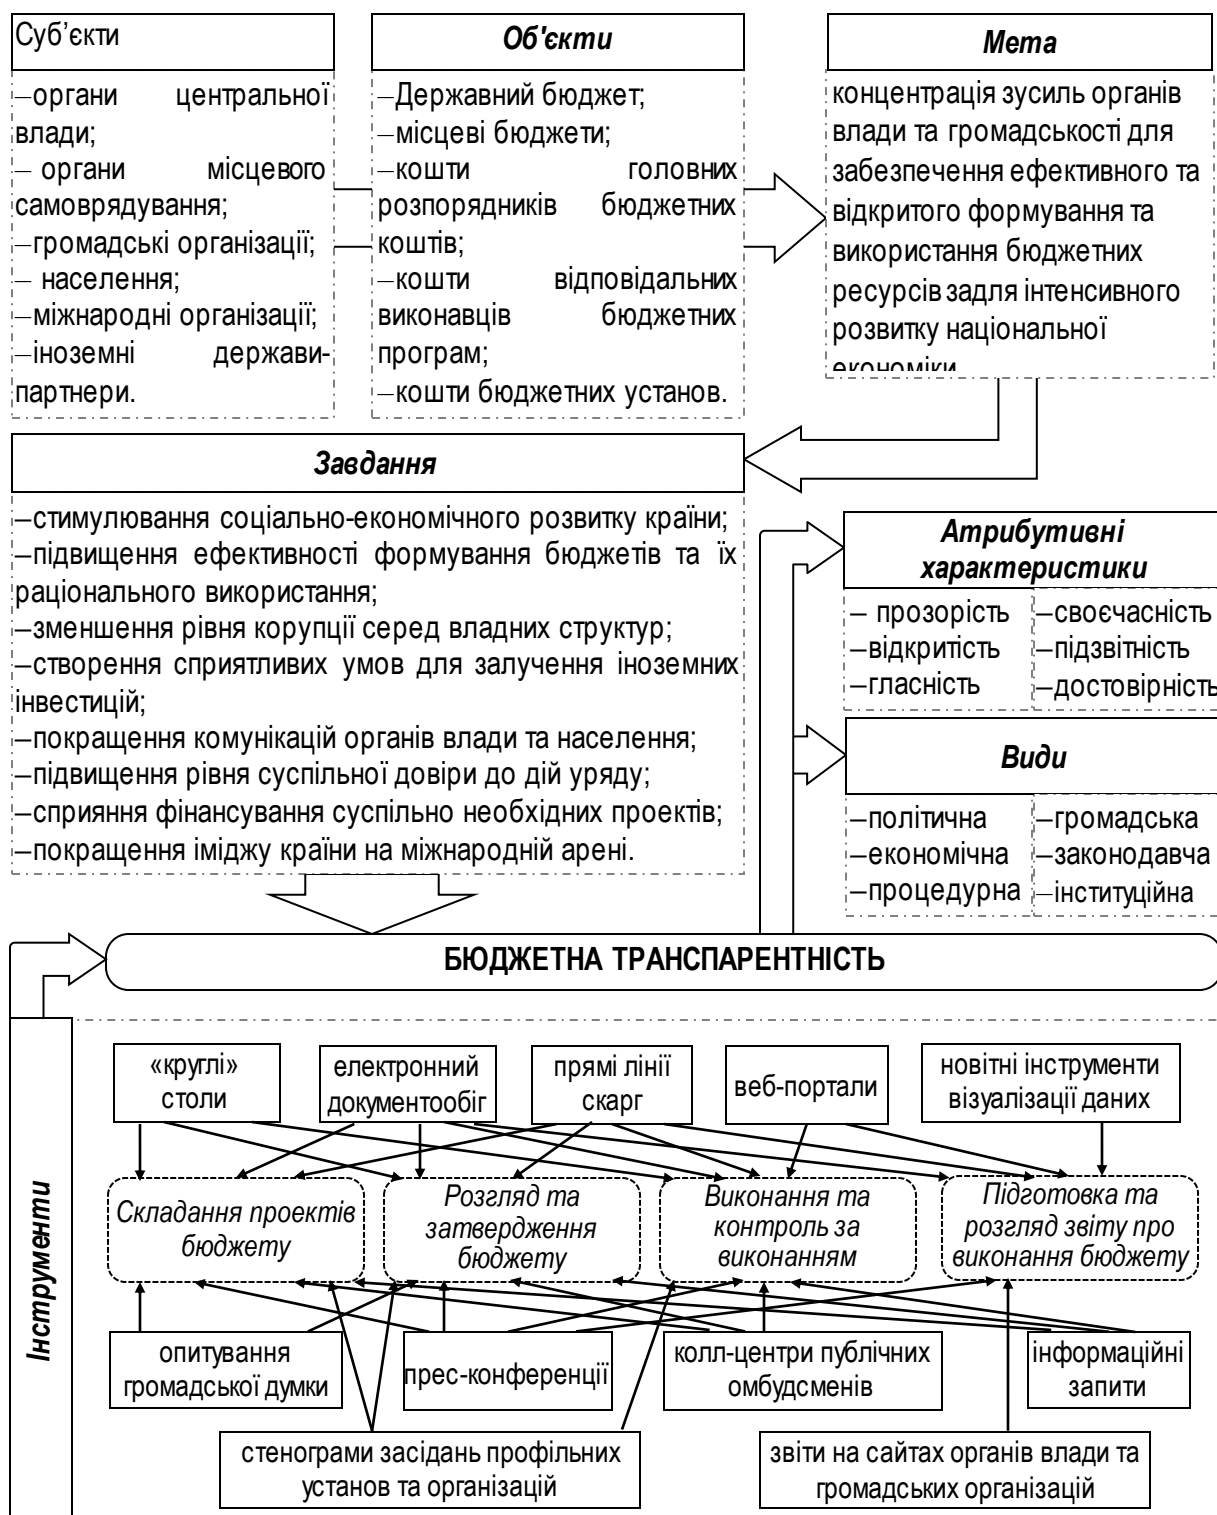 Суб’єкти
–органи центральної
влади;
– органи місцевого
самоврядування;
–громадські організації;
– населення;
–міжнародні організації;
–іноземні держави-
партнери.
Об'єкти
–Державний бюджет;
–місцеві бюджети;
–кошти головних
розпорядників бюджетних
коштів;
–кошти відповідальних
виконавців бюджетних
програм;
–кошти бюджетних установ.
Мета
концентрація зусиль органів
влади та громадськості для
забезпечення ефективного та
відкритого формування та
використання бюджетних
ресурсів задля інтенсивного
розвитку національної
економіки
Завдання
–стимулювання соціально-економічного розвитку країни;
–підвищення ефективності формування бюджетів та їх
раціонального використання;
–зменшення рівня корупції серед владних структур;
–створення сприятливих умов для залучення іноземних
інвестицій;
–покращення комунікацій органів влади та населення;
–підвищення рівня суспільної довіри до дій уряду;
–сприяння фінансування суспільно необхідних проектів;
–покращення іміджу країни на міжнародній арені.
Атрибутивні
характеристики
– прозорість
–відкритість
–гласність
–своєчасність
–підзвітність
–достовірність
Види
–політична
–економічна
–процедурна
–громадська
–законодавча
–інституційна
БЮДЖЕТНА ТРАНСПАРЕНТНІСТЬ
Інструменти
«круглі»
столи
електронний
документообіг
прямі лінії
скарг
веб-портали
новітні інструменти
візуалізації даних
Складання проектів
бюджету
Розгляд та
затвердження
бюджету
Виконання та
контроль за
виконанням
Підготовка та
розгляд звіту про
виконання бюджету
опитування
громадської думки
прес-конференції
колл-центри публічних
омбудсменів
інформаційні
запити
стенограми засідань профільних
установ та організацій
звіти на сайтах органів влади та
громадських організацій